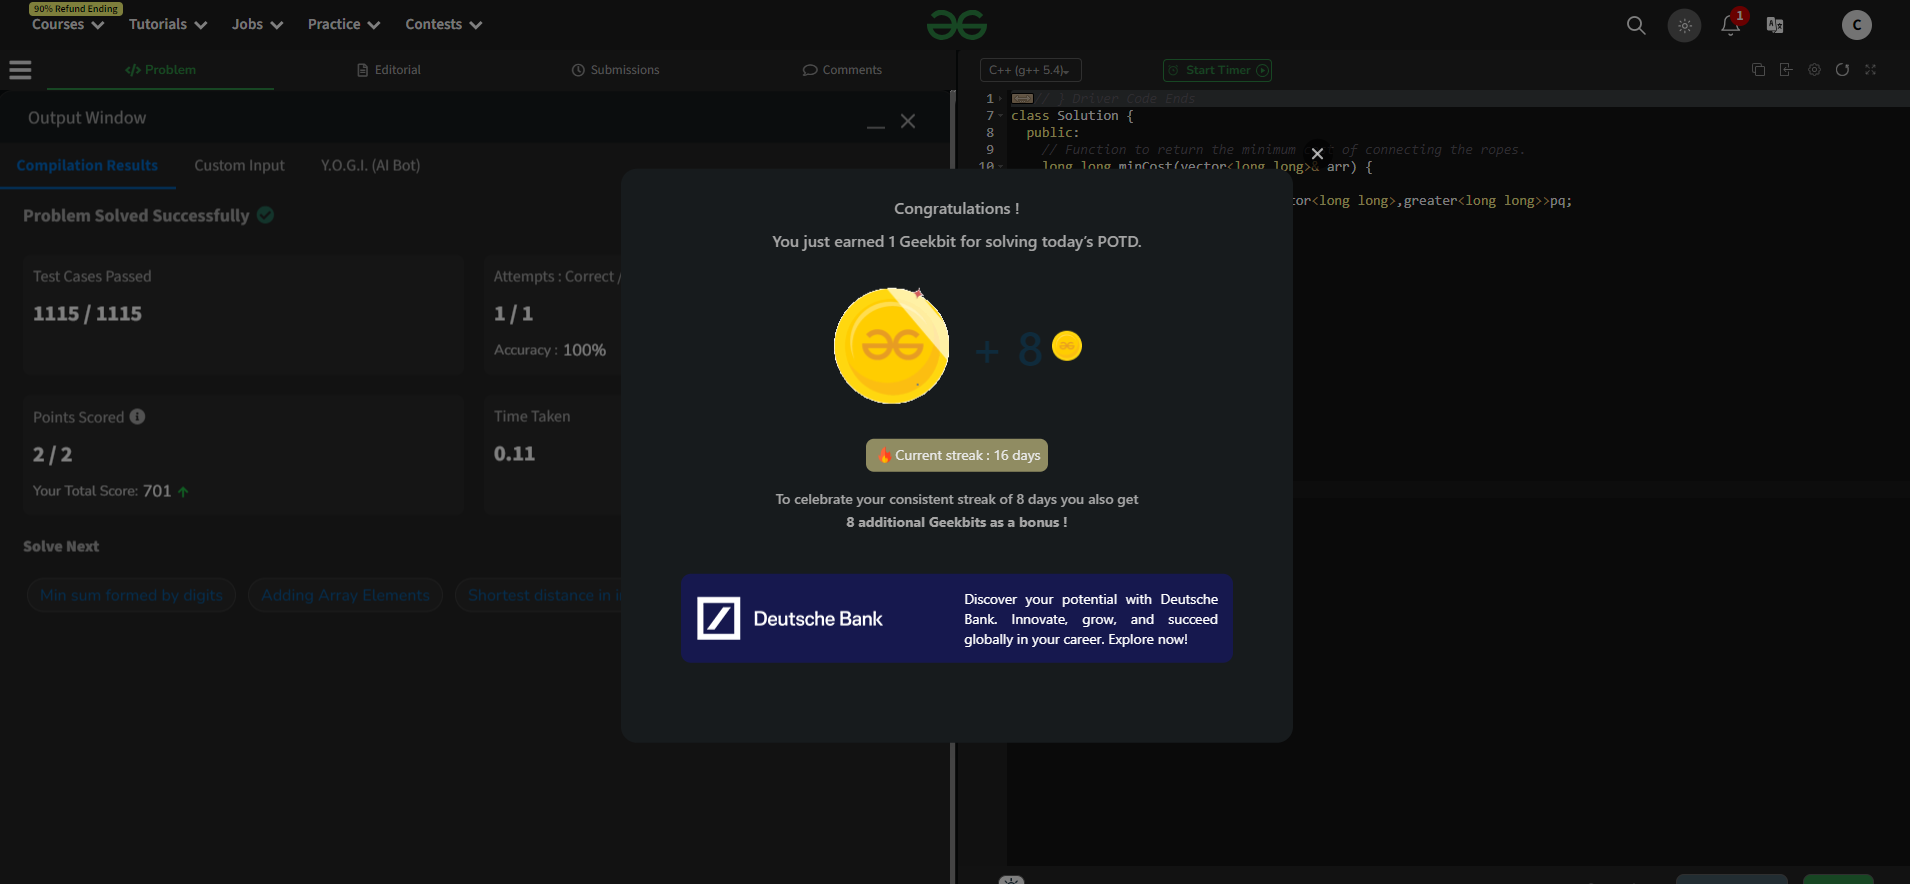 90% Refund Ending
Courses Tutorials Jobs Practice Contests
1
C
Problem Editorial Submissions Comments
C++ (g++ 5.4) Start Timer
Output Window
Compilation Results Custom Input Y.O.G.I. (AI Bot)
Problem Solved Successfully
Test Cases Passed
1115 / 1115
Attempts : Correct /
1 / 1
Accuracy : 100%
Points Scored
2 / 2
Your Total Score: 701
Time Taken
0.11
Solve Next
Min sum formed by digits Adding Array Elements Shortest distance in
1 // } Driver Code Ends
7 class Solution {
8 public:
9 // Function to return the minimum of connecting the ropes.
10 long long minCost(vector<long long>& arr) {
tor<long long>,greater<long long>>pq;
Congratulations !
You just earned 1 Geekbit for solving today's POTD.
+ 8
Current streak : 16 days
To celebrate your consistent streak of 8 days you also get
8 additional Geekbits as a bonus !
Deutsche Bank
Discover your potential with Deutsche
Bank. Innovate, grow, and succeed
globally in your career. Explore now!